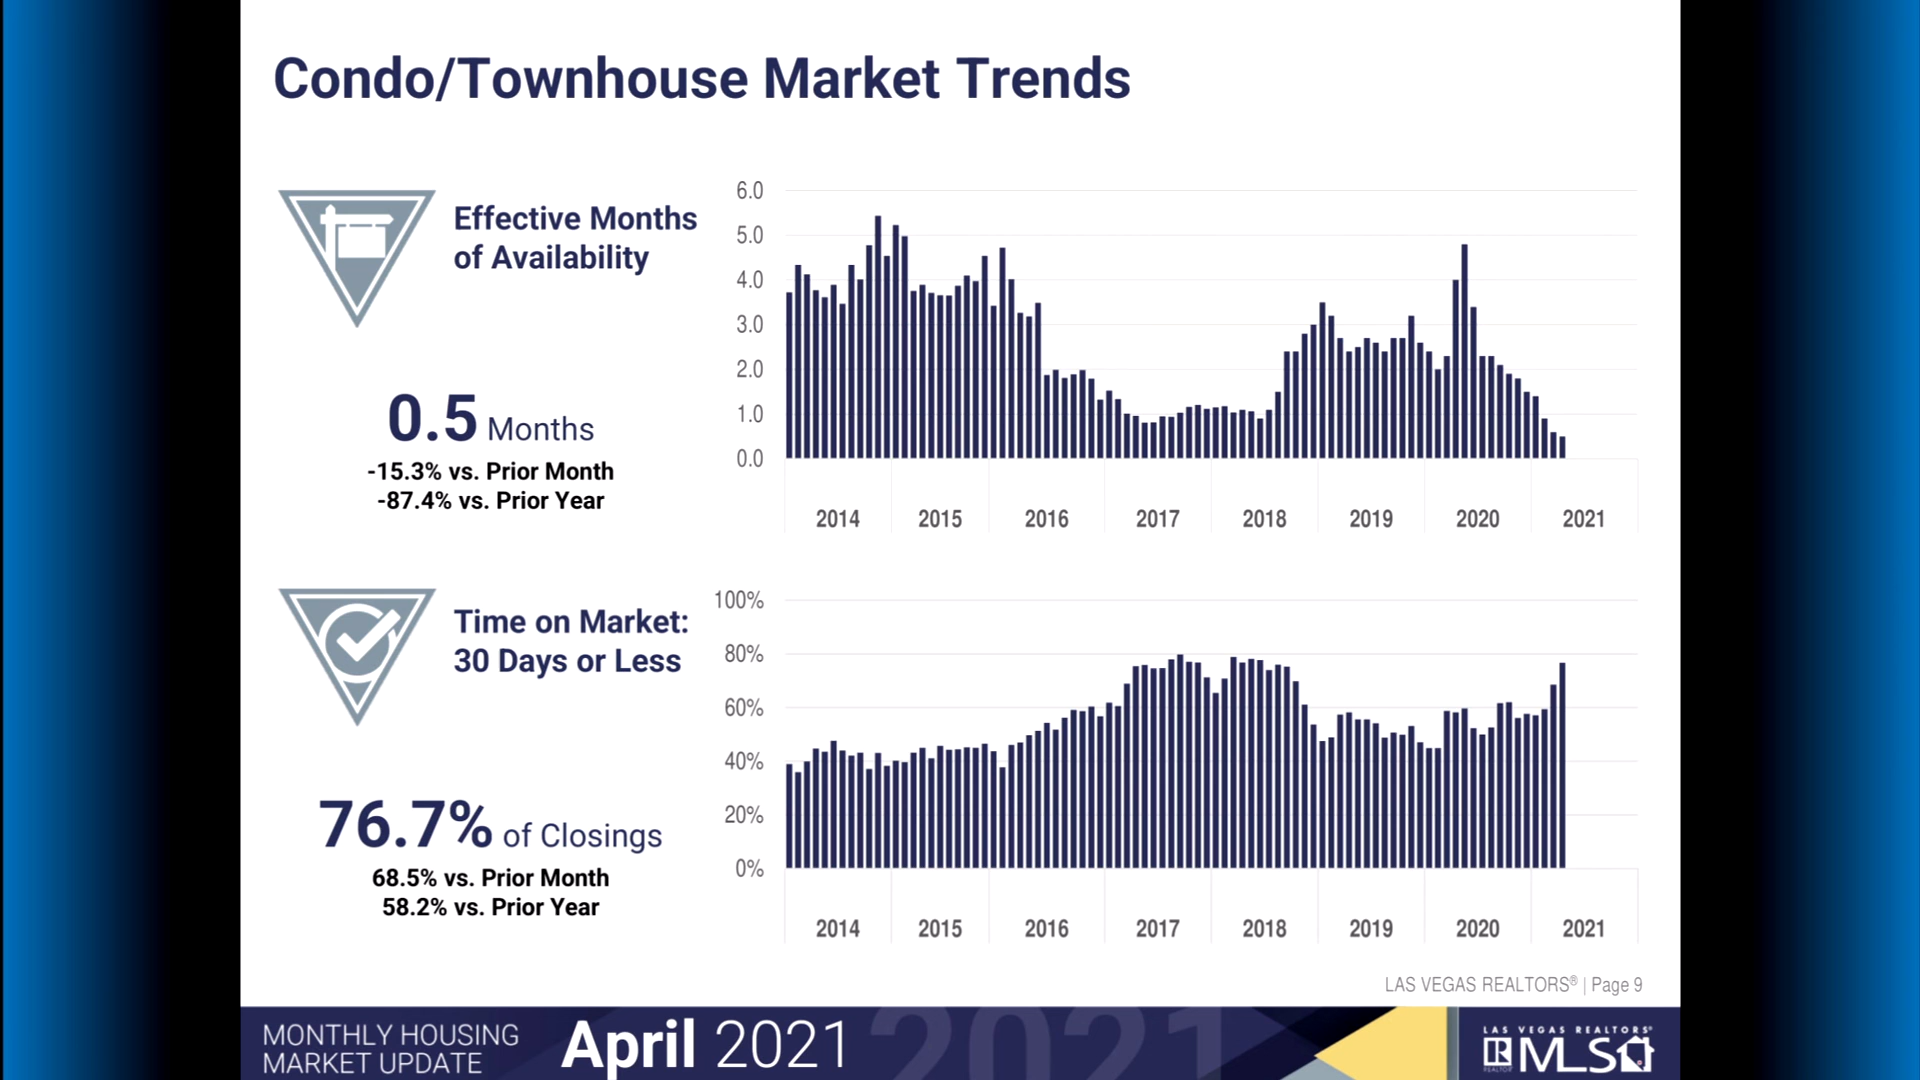 Condo/Townhouse Market Trends
Effective Months
of Availability
0.5 Months
-15.3% vs. Prior Month
-87.4% vs. Prior Year
6.0
5.0
4.0
3.0
2.0
1.0
0.0
2014 2015 2016 2017 2018 2019 2020 2021
Time on Market:
30 Days or Less
76.7% of Closings
68.5% vs. Prior Month
58.2% vs. Prior Year
100%
80%
60%
40%
20%
0%
2014 2015 2016 2017 2018 2019 2020 2021
LAS VEGAS REALTORS® | Page 9
MONTHLY HOUSING
MARKET UPDATE
April 2021
2021
LAS VEGAS REALTORS®
R MLS
REALTOR